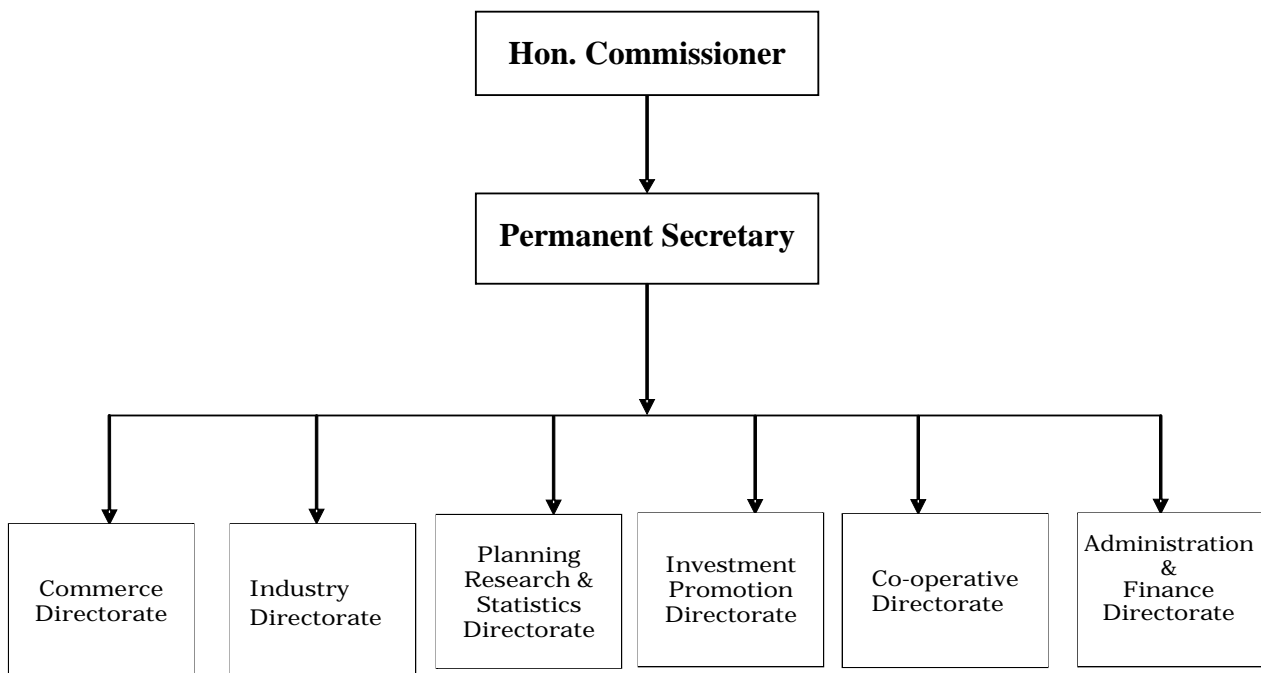 Hon. Commissioner
Permanent Secretary
Commerce
Directorate
Industry
Directorate
Planning
Research &
Statistics
Directorate
Investment
Promotion
Directorate
Co-operative
Directorate
Administration
&
Finance
Directorate